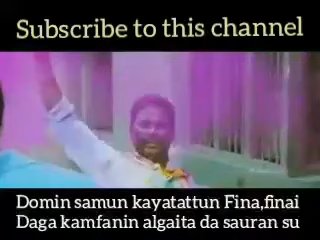 Subscribe to this channel
Domin samun kayatattun Fina,finai
Daga kamfanin algaita da sauran su